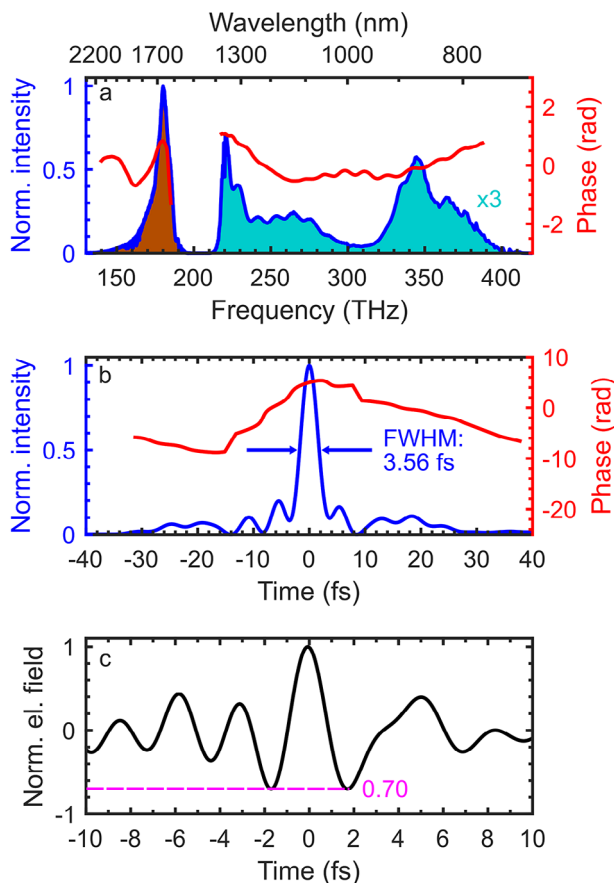 Wavelength (nm)
2200 1700 1300 1000 800
a
1
0.5
0
Norm. intensity
2
0
-2
Phase (rad)
x3
150 200 250 300 350 400
Frequency (THz)
b
1
0.5
0
Norm. intensity
10
0
-10
-20
Phase (rad)
FWHM:
3.56 fs
-40 -30 -20 -10 0 10 20 30 40
Time (fs)
c
1
0
-1
Norm. el. field
0.70
-10 -8 -6 -4 -2 0 2 4 6 8 10
Time (fs)